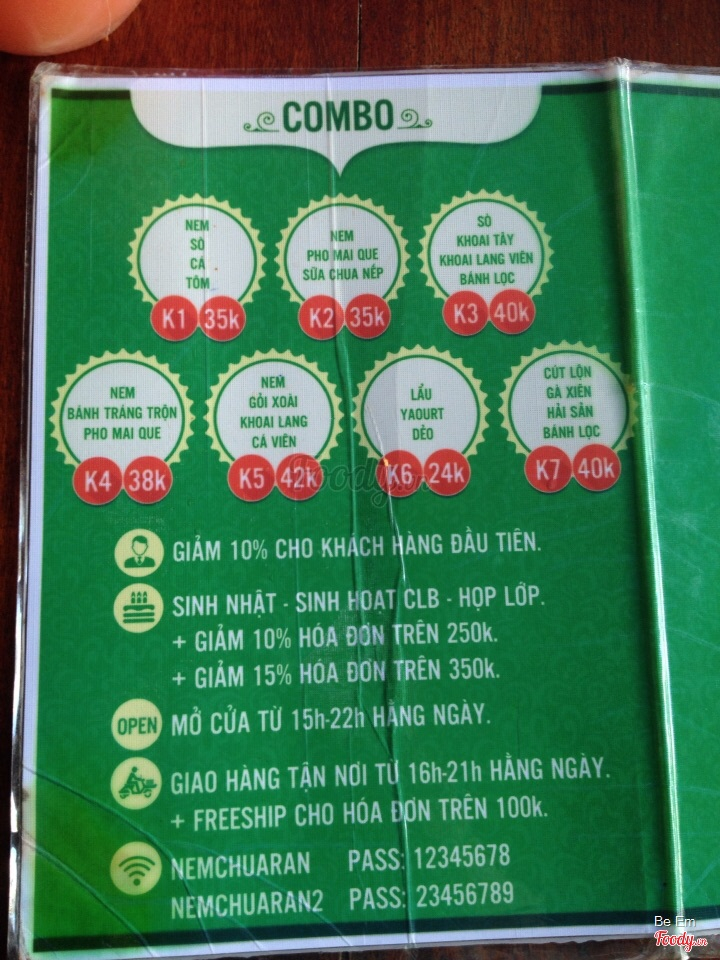 COMBO
NEM
SÒ
CÁ
TÔM
K1 35k
NEM
PHO MAI QUE
SỮA CHUA NẾP
K2 35k
SÒ
KHOAI TÂY
KHOAI LANG VIÊN
BÁNH LỌC
K3 40k
NEM
BÁNH TRÁNG TRỘN
PHO MAI QUE
K4 38k
NEM
GỎI XOÀI
KHOAI LANG
CÁ VIÊN
K5 42k
LẨU
YAOURT
DẺO
K6 24k
CÚT LỘN
GÀ XIÊN
HẢI SẢN
BÁNH LỌC
K7 40k
Foody.vn
GIẢM 10% CHO KHÁCH HÀNG ĐẦU TIÊN.
SINH NHẬT - SINH HOẠT CLB - HỌP LỚP.
+ GIẢM 10% HÓA ĐƠN TRÊN 250k.
+ GIẢM 15% HÓA ĐƠN TRÊN 350k.
OPEN MỞ CỬA TỪ 15h-22h HẰNG NGÀY.
GIAO HÀNG TẬN NƠI TỪ 16h-21h HẰNG NGÀY.
+ FREESHIP CHO HÓA ĐƠN TRÊN 100k.
NEMCHUARAN PASS: 12345678
NEMCHUARAN2 PASS: 23456789
Be Em
Foody.vn